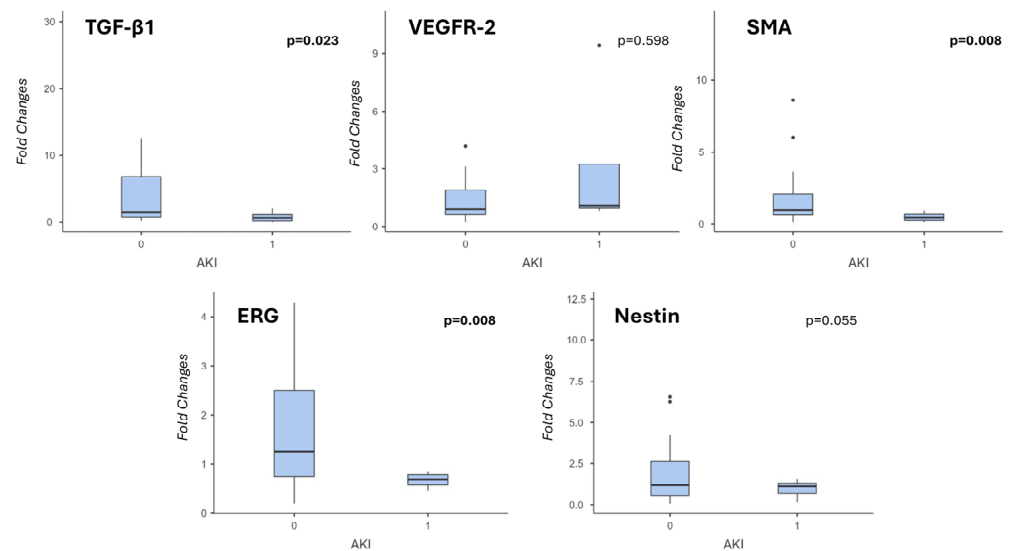 TGF-β1
p=0.023
Fold Changes
30
20
10
0
0 1
AKI
VEGFR-2
p=0.598
Fold Changes
9
6
3
0
0 1
AKI
SMA
p=0.008
Fold Changes
10
5
0
0 1
AKI
ERG
p=0.008
Fold Changes
4
3
2
1
0
0 1
AKI
Nestin
p=0.055
Fold Changes
12.5
10.0
7.5
5.0
2.5
0.0
0 1
AKI